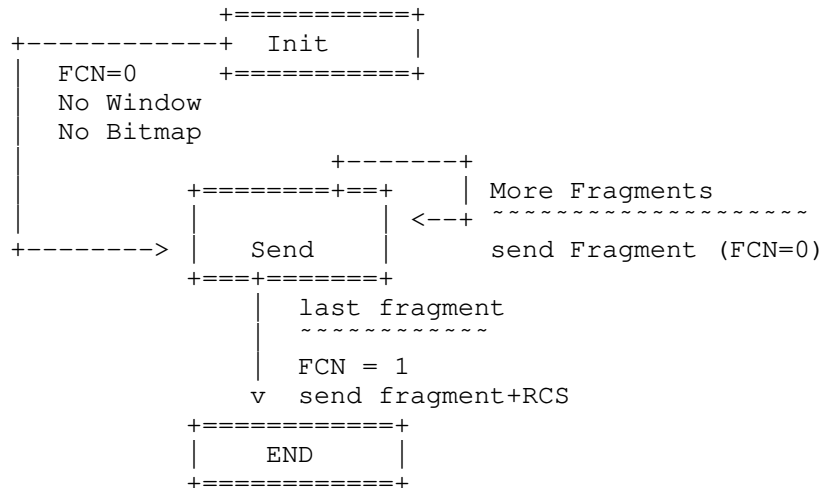 Init
FCN=0
No Window
No Bitmap
More Fragments
send Fragment (FCN=0)
Send
last fragment
FCN = 1
send fragment+RCS
END